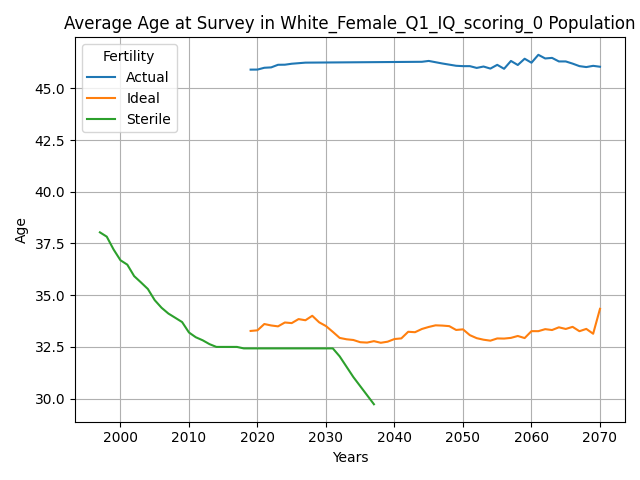 Average Age at Survey in White_Female_Q1_IQ_scoring_0 Population
Fertility
Actual
Ideal
Sterile
45.0
42.5
40.0
37.5
35.0
32.5
30.0
Age
2000 2010 2020 2030 2040 2050 2060 2070
Years